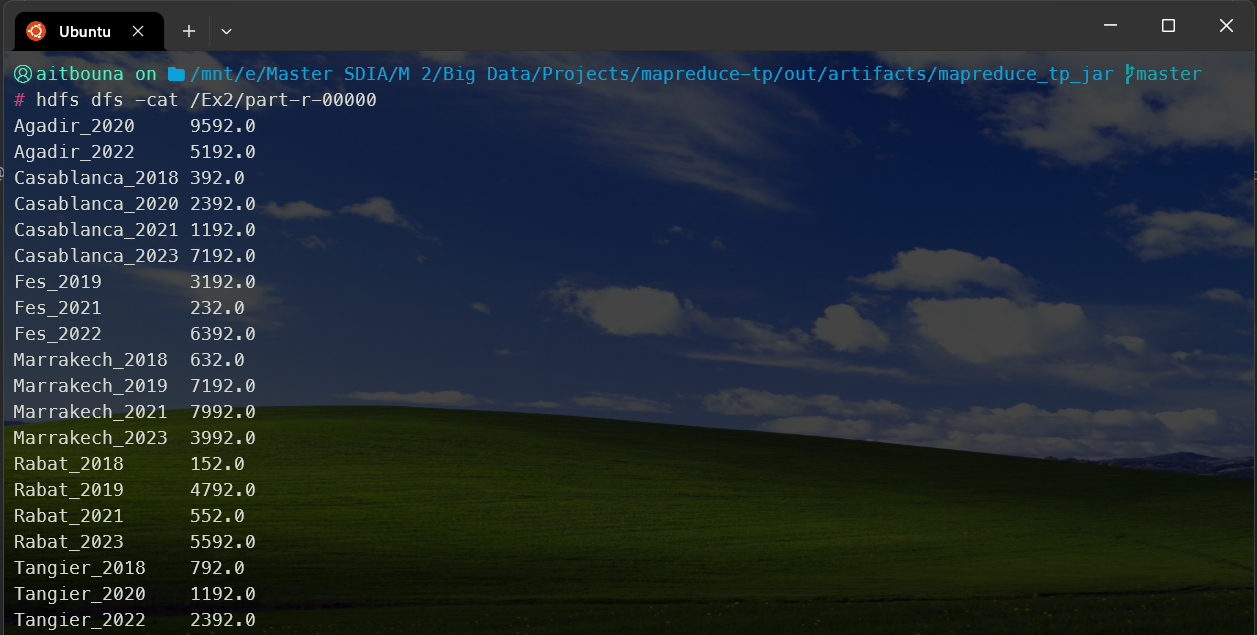 Ubuntu
aitbouna on /mnt/e/Master SDIA/M 2/Big Data/Projects/mapreduce-tp/out/artifacts/mapreduce_tp_jar master
# hdfs dfs -cat /Ex2/part-r-00000
Agadir_2020 9592.0
Agadir_2022 5192.0
Casablanca_2018 392.0
Casablanca_2020 2392.0
Casablanca_2021 1192.0
Casablanca_2023 7192.0
Fes_2019 3192.0
Fes_2021 232.0
Fes_2022 6392.0
Marrakech_2018 632.0
Marrakech_2019 7192.0
Marrakech_2021 7992.0
Marrakech_2023 3992.0
Rabat_2018 152.0
Rabat_2019 4792.0
Rabat_2021 552.0
Rabat_2023 5592.0
Tangier_2018 792.0
Tangier_2020 1192.0
Tangier_2022 2392.0